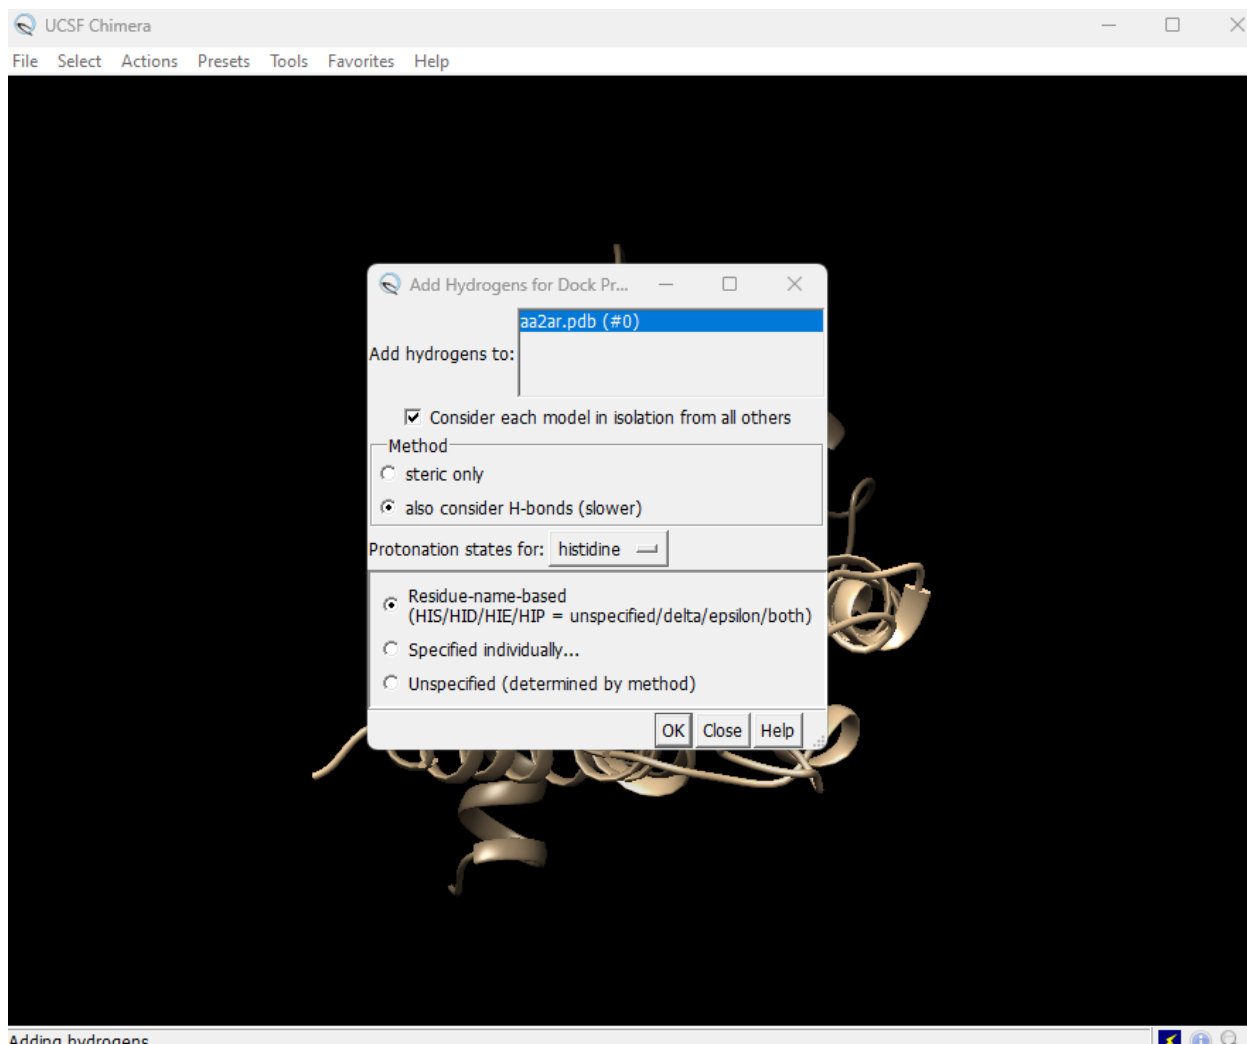 UCSF Chimera
File Select Actions Presets Tools Favorites Help
Add Hydrogens for Dock Pr...
aa2ar.pdb (#0)
Add hydrogens to:
Consider each model in isolation from all others
Method
steric only
also consider H-bonds (slower)
Protonation states for: histidine
Residue-name-based
(HIS/HID/HIE/HIP = unspecified/delta/epsilon/both)
Specified individually...
Unspecified (determined by method)
OK Close Help
Adding hydrogens